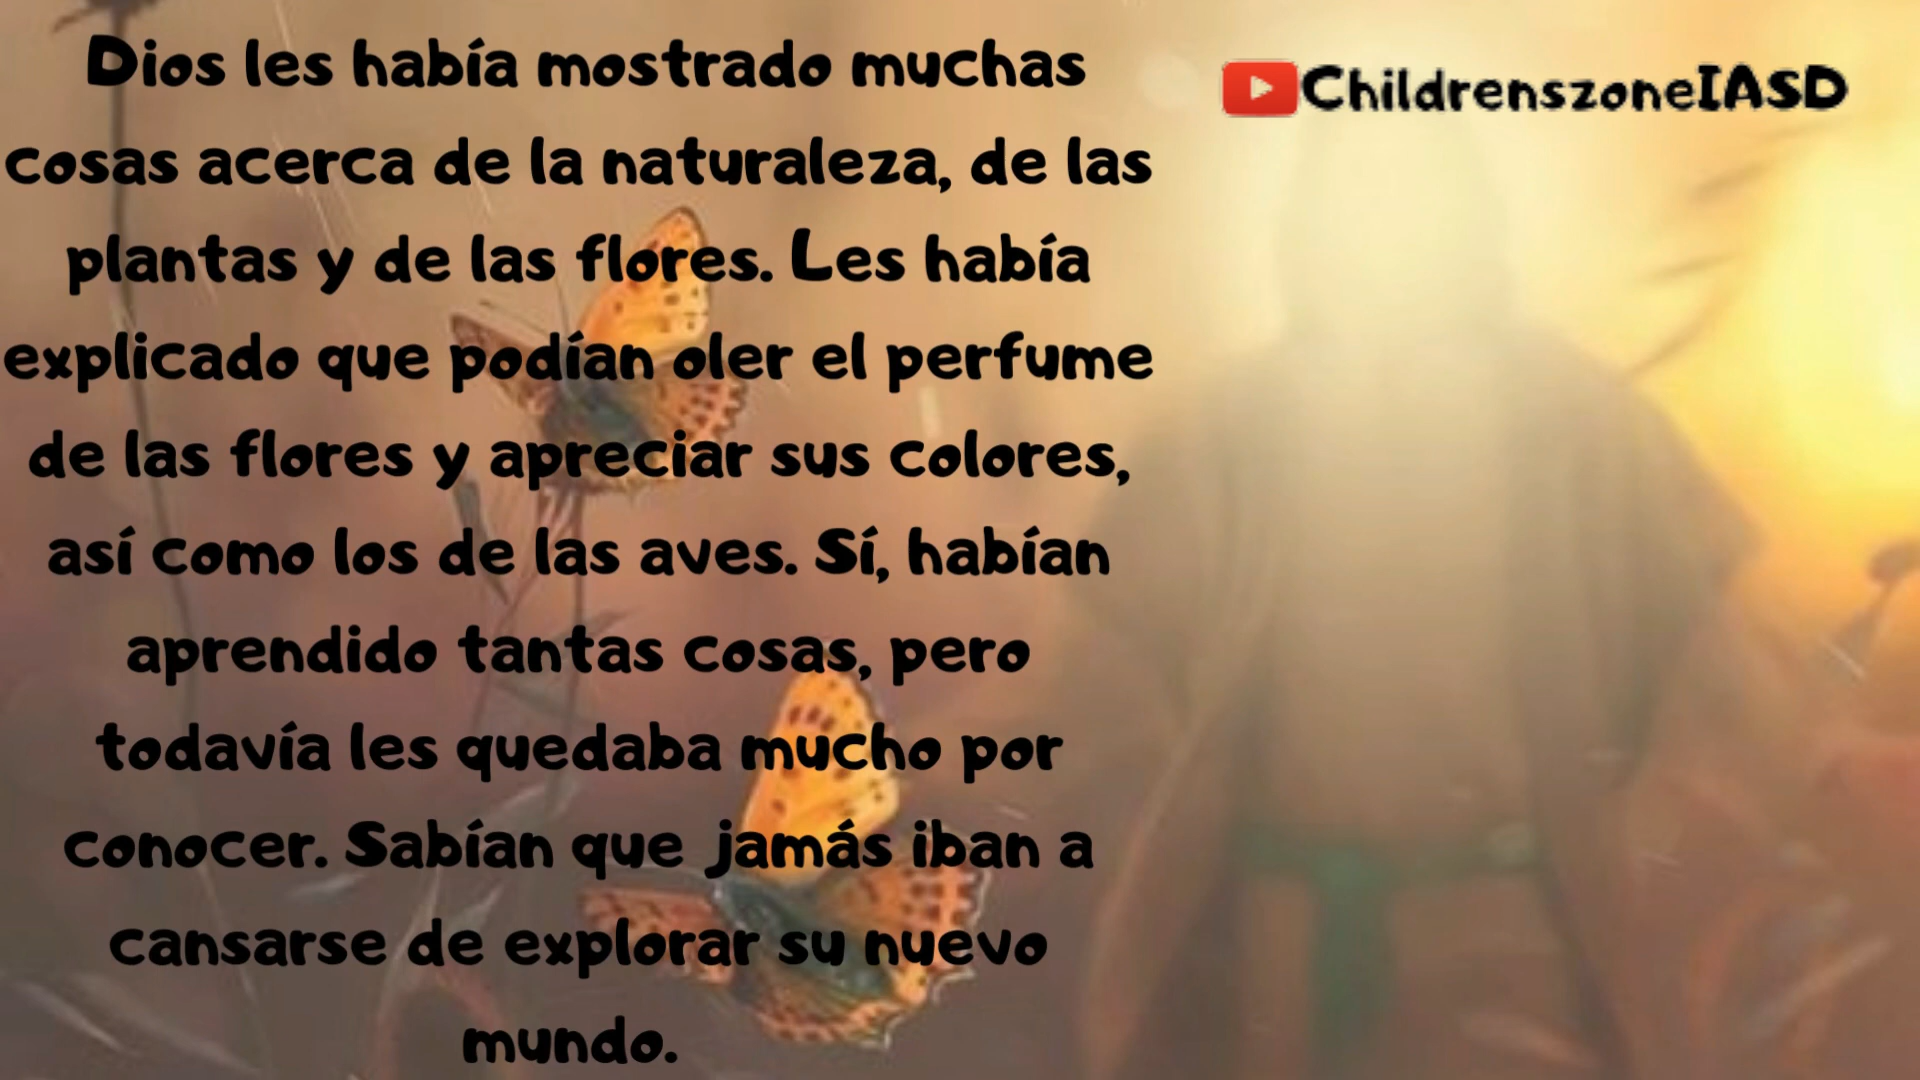 Dios les había mostrado muchas
cosas acerca de la naturaleza, de las
plantas y de las flores. Les había
explicado que podían oler el perfume
de las flores y apreciar sus colores,
así como los de las aves. Sí, habían
aprendido tantas cosas, pero
todavía les quedaba mucho por
conocer. Sabían que jamás iban a
cansarse de explorar su nuevo
mundo.
ChildrenszoneIASD